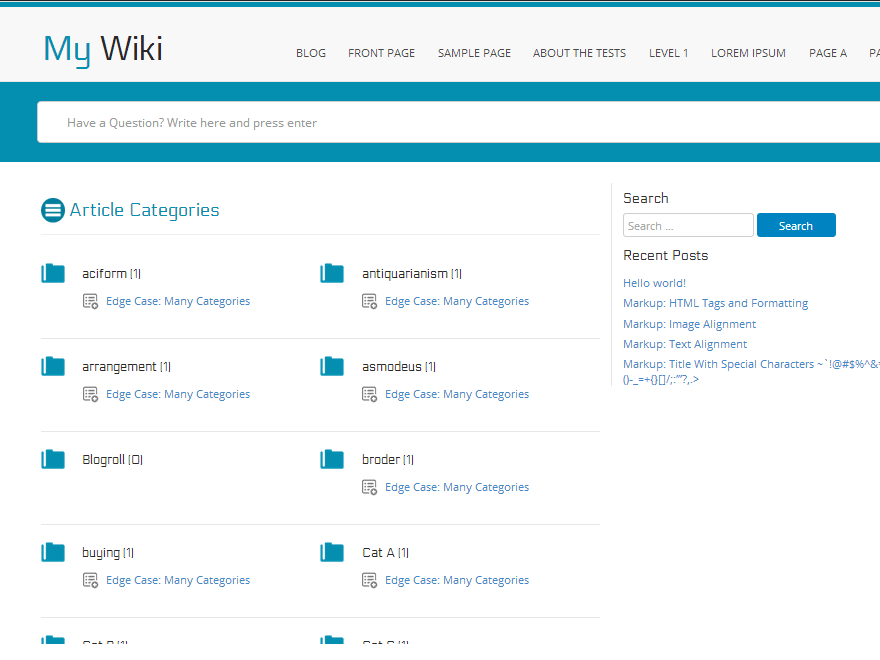 My Wiki
BLOG FRONT PAGE SAMPLE PAGE ABOUT THE TESTS LEVEL 1 LOREM IPSUM PAGE A
Have a Question? Write here and press enter
Article Categories
aciform (1)
Edge Case: Many Categories
antiquarianism (1)
Edge Case: Many Categories
arrangement (1)
Edge Case: Many Categories
asmodeus (1)
Edge Case: Many Categories
Blogroll (0)
broder (1)
Edge Case: Many Categories
buying (1)
Edge Case: Many Categories
Cat A (1)
Edge Case: Many Categories
Search
Search ...
Search
Recent Posts
Hello world!
Markup: HTML Tags and Formatting
Markup: Image Alignment
Markup: Text Alignment
Markup: Title With Special Characters ~`!@#$%^&*
()-_=+{}[]/;:'"?,.>